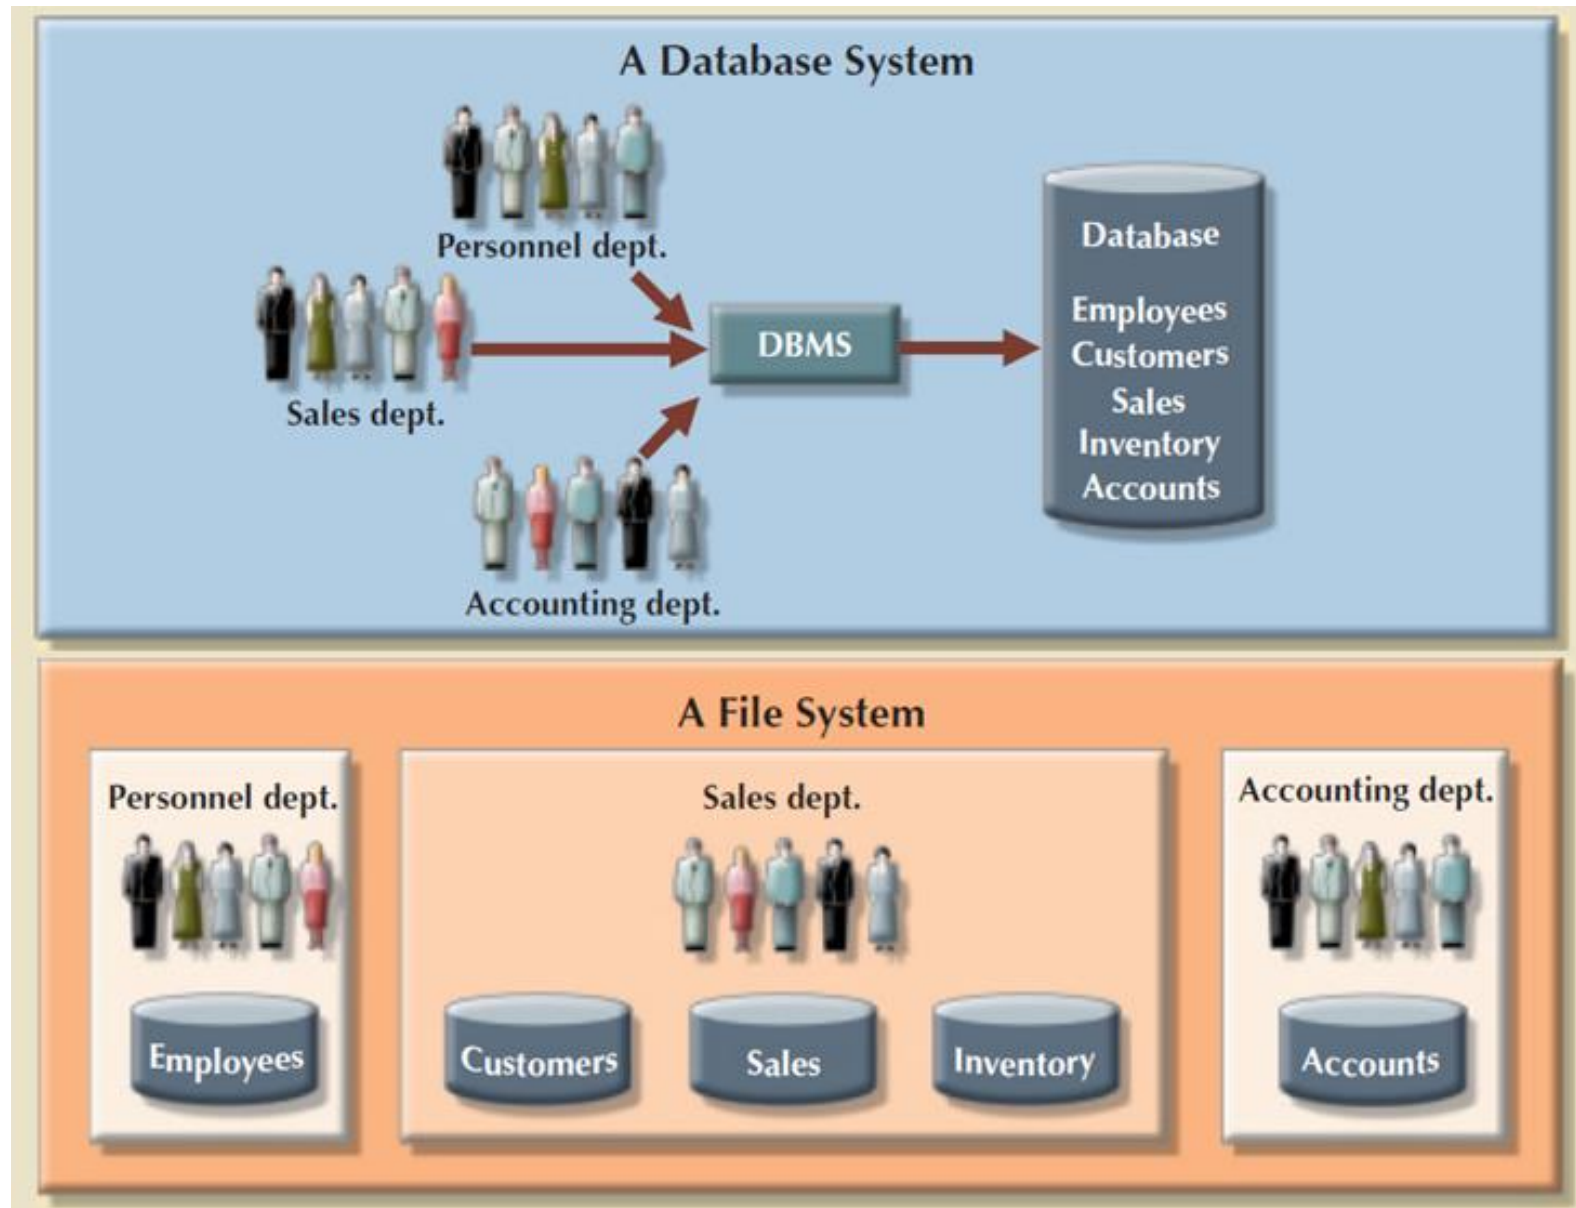 A Database System
Personnel dept.
Sales dept.
Accounting dept.
DBMS
Database
Employees
Customers
Sales
Inventory
Accounts
A File System
Personnel dept.
Employees
Sales dept.
Customers
Sales
Inventory
Accounting dept.
Accounts